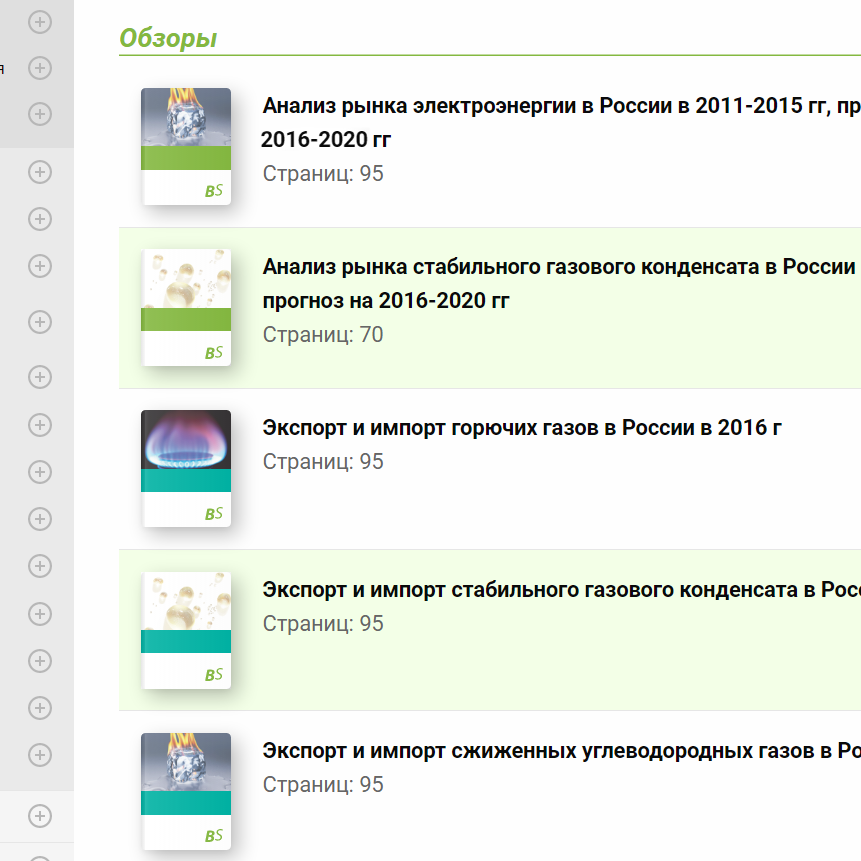 Обзоры
я
Анализ рынка электроэнергии в России в 2011-2015 гг, пр
2016-2020 гг
Страниц: 95
BS
Анализ рынка стабильного газового конденсата в России
прогноз на 2016-2020 гг
Страниц: 70
BS
Экспорт и импорт горючих газов в России в 2016 г
Страниц: 95
BS
Экспорт и импорт стабильного газового конденсата в Рос
Страниц: 95
BS
Экспорт и импорт сжиженных углеводородных газов в Ро
Страниц: 95
BS